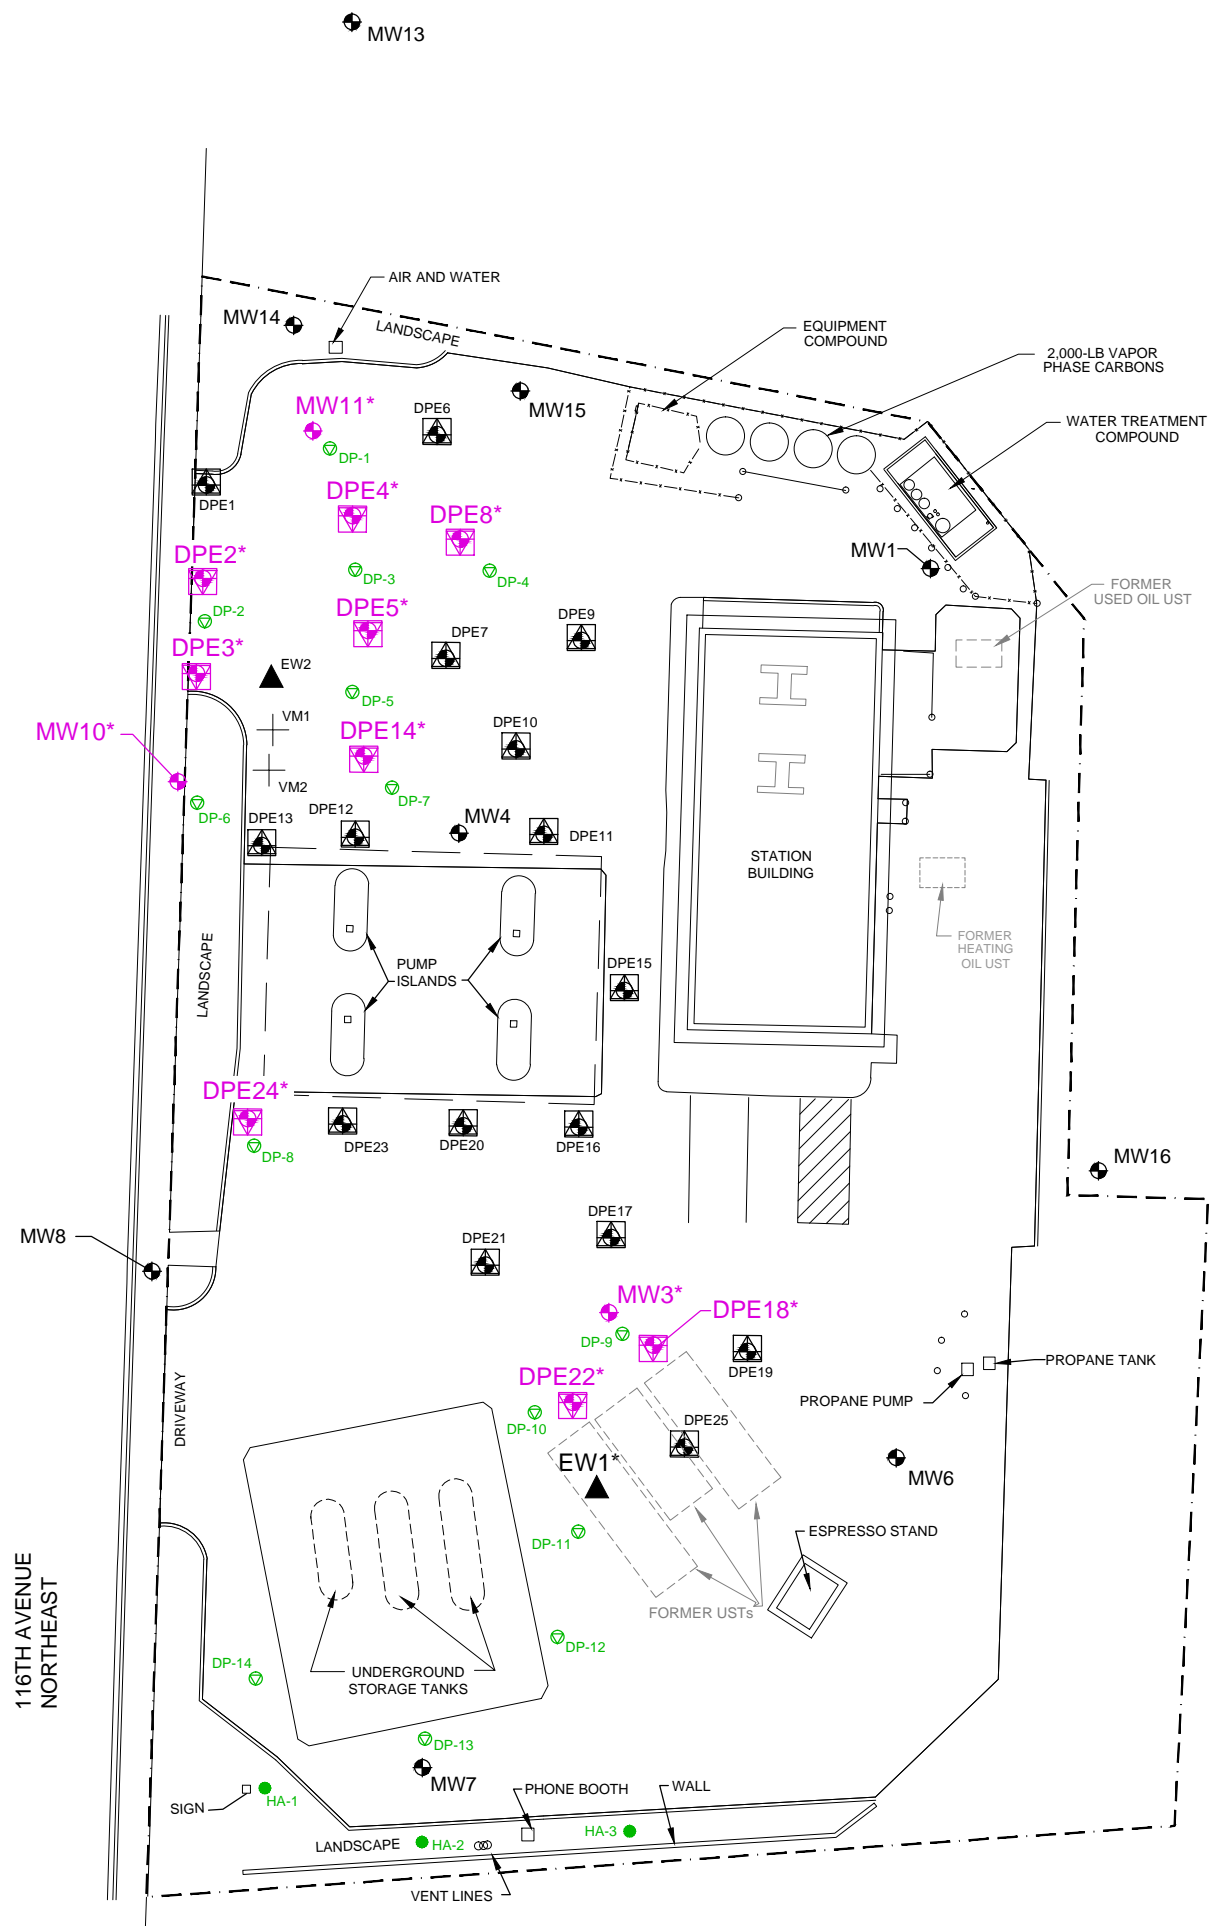 MW13
AIR AND WATER
MW14
LANDSCAPE
EQUIPMENT
COMPOUND
2,000-LB VAPOR
PHASE CARBONS
MW15
MW11*
DPE6
WATER TREATMENT
COMPOUND
DP-1
DPE1
DPE4*
DPE8*
DPE2*
MW1
DP-3
DP-4
FORMER
USED OIL UST
DP-2
DPE5*
DPE9
DPE7
DPE3*
EW2
DP-5
VM1
DPE14*
DPE10
MW10*
VM2
DP-7
DP-6
DPE13
DPE12
MW4
DPE11
STATION
BUILDING
LANDSCAPE
PUMP
ISLANDS
DPE15
FORMER
HEATING
OIL UST
DPE24*
DPE23
DPE20
DPE16
DP-8
MW16
MW8
DPE17
DPE21
MW3*
DPE18*
DP-9
DPE19
PROPANE TANK
DPE22*
PROPANE PUMP
DRIVEWAY
DP-10
DPE25
EW1*
MW6
DP-11
ESPRESSO STAND
FORMER USTs
116TH AVENUE
NORTHEAST
DP-12
DP-14
UNDERGROUND
STORAGE TANKS
DP-13
MW7
PHONE BOOTH
WALL
SIGN
HA-1
HA-3
LANDSCAPE
HA-2
VENT LINES